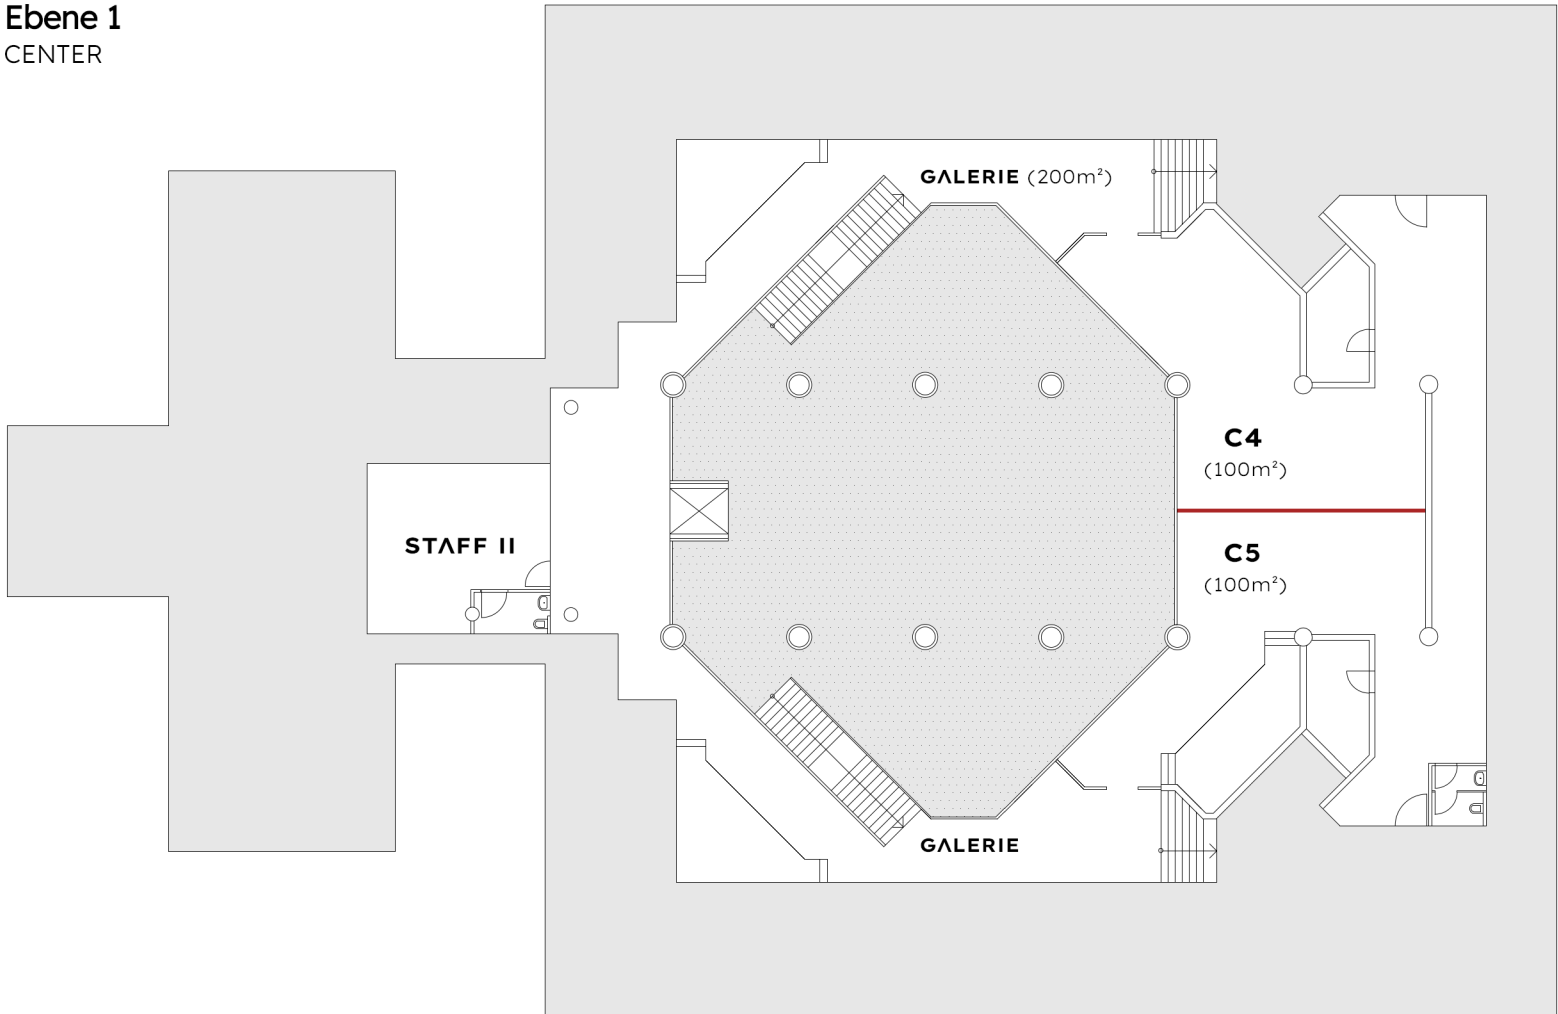 Ebene 1
CENTER
GALERIE (200m²)
C4
(100m²)
STAFF II
C5
(100m²)
GALERIE